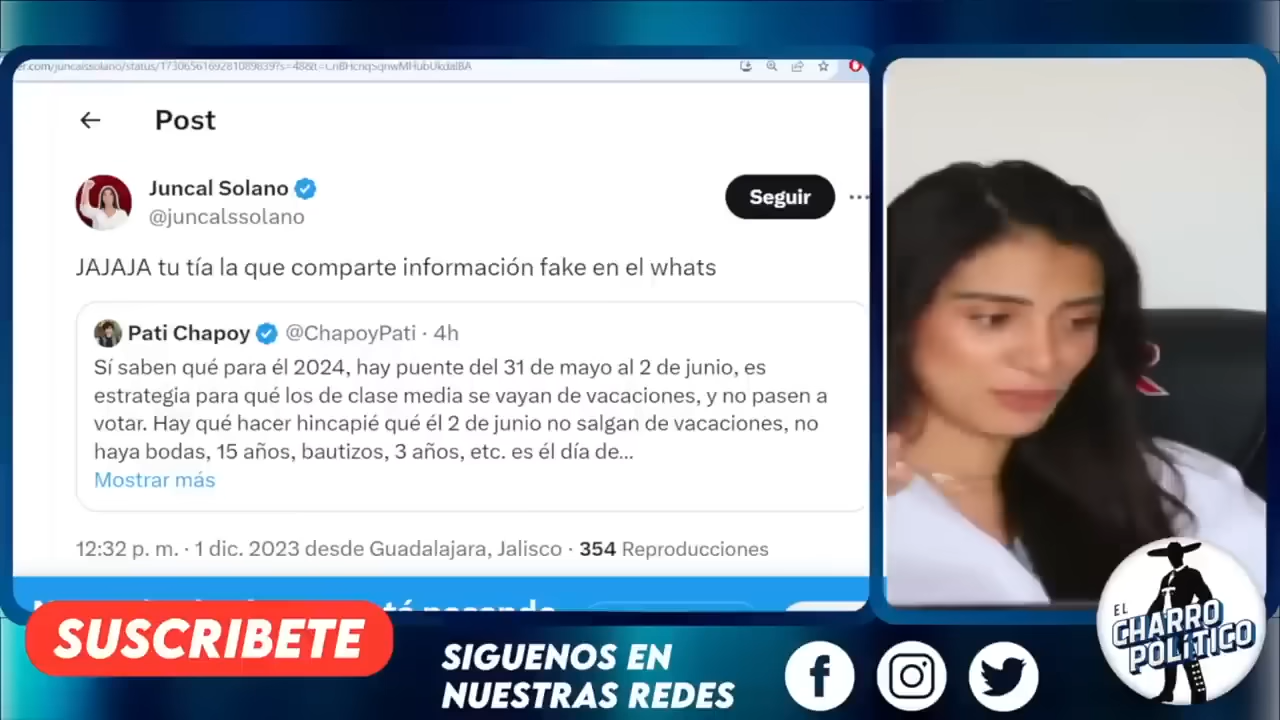 Post
Juncal Solano
@juncalssolano
Seguir
JAJAJA tu tía la que comparte información fake en el whats
Pati Chapoy @ChapoyPati · 4h
Sí saben qué para él 2024, hay puente del 31 de mayo al 2 de junio, es
estrategia para qué los de clase media se vayan de vacaciones, y no pasen a
votar. Hay qué hacer hincapié qué él 2 de junio no salgan de vacaciones, no
haya bodas, 15 años, bautizos, 3 años, etc. es él día de...
Mostrar más
12:32 p. m. · 1 dic. 2023 desde Guadalajara, Jalisco · 354 Reproducciones
SUSCRIBETE
SIGUENOS EN
NUESTRAS REDES
EL
CHARRO
POLÍTICO